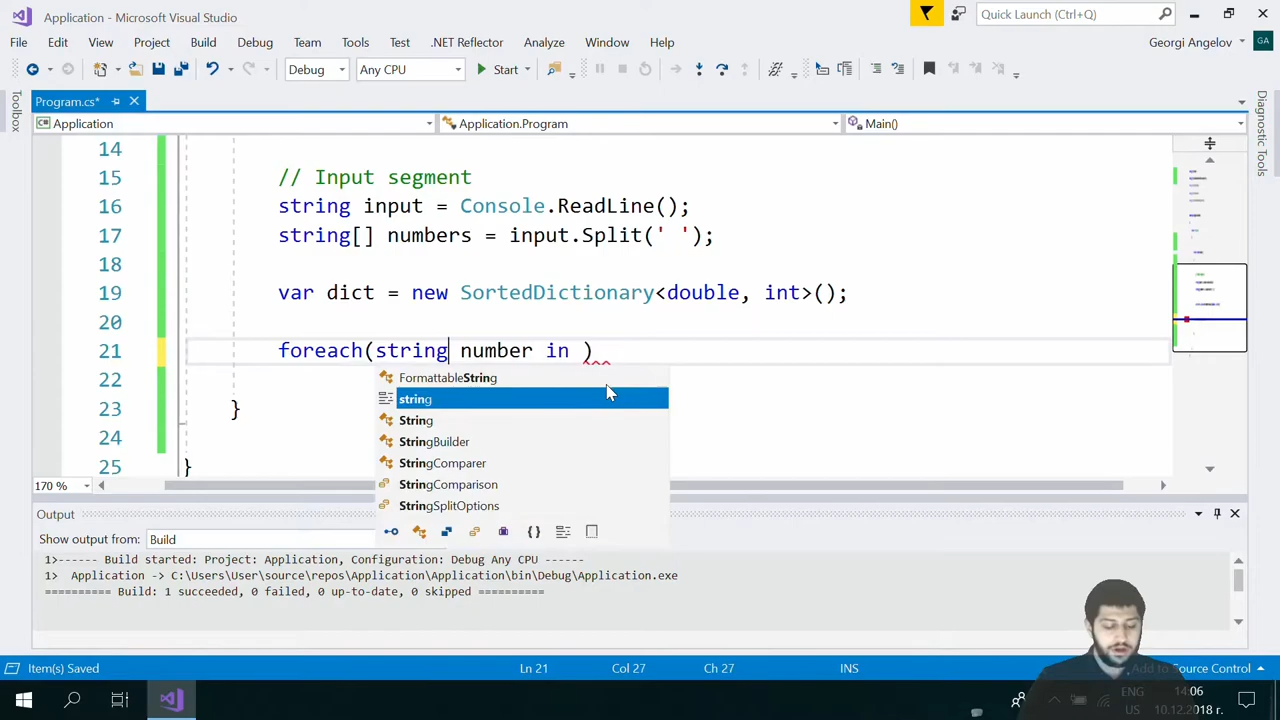 Application - Microsoft Visual Studio
Quick Launch (Ctrl+Q)
File Edit View Project Build Debug Team Tools Test .NET Reflector Analyze Window Help
Georgi Angelov GA
Debug Any CPU Start
Toolbox
Program.cs*
Diagnostic Tools
Application Application.Program Main()
14
15 // Input segment
16 string input = Console.ReadLine();
17 string[] numbers = input.Split(' ');
18
19 var dict = new SortedDictionary<double, int>();
20
21 foreach(string number in )
22
FormattableString
string
23 }
String
24
StringBuilder
25 }
StringComparer
StringComparison
StringSplitOptions
170 %
Output
Show output from: Build
1>------ Build started: Project: Application, Configuration: Debug Any CPU ------
1> Application -> C:\Users\User\source\repos\Application\Application\bin\Debug\Application.exe
========== Build: 1 succeeded, 0 failed, 0 up-to-date, 0 skipped ==========
Item(s) Saved Ln 21 Col 27 Ch 27 INS Add to Source Control
ENG
US
14:06
10.12.2018 г.